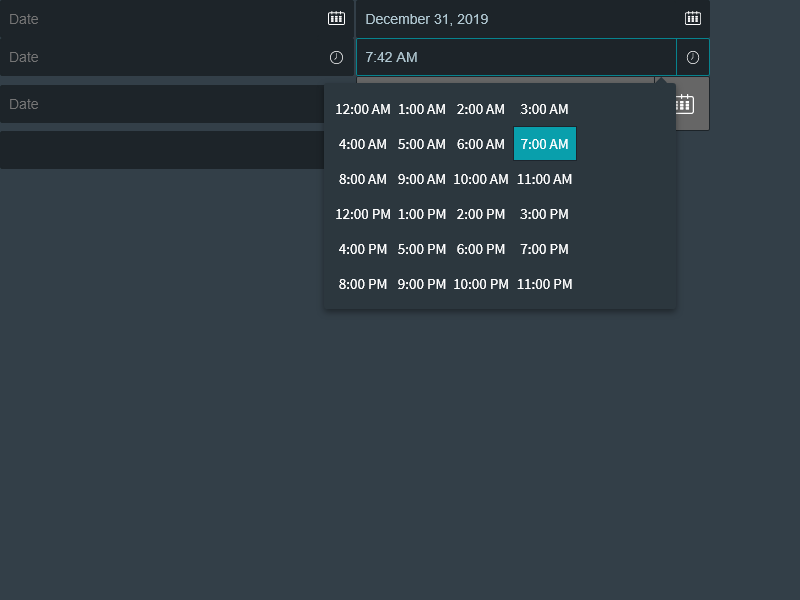 Date
December 31, 2019
Date
7:42 AM
Date
12:00 AM 1:00 AM 2:00 AM 3:00 AM
4:00 AM 5:00 AM 6:00 AM 7:00 AM
8:00 AM 9:00 AM 10:00 AM 11:00 AM
12:00 PM 1:00 PM 2:00 PM 3:00 PM
4:00 PM 5:00 PM 6:00 PM 7:00 PM
8:00 PM 9:00 PM 10:00 PM 11:00 PM